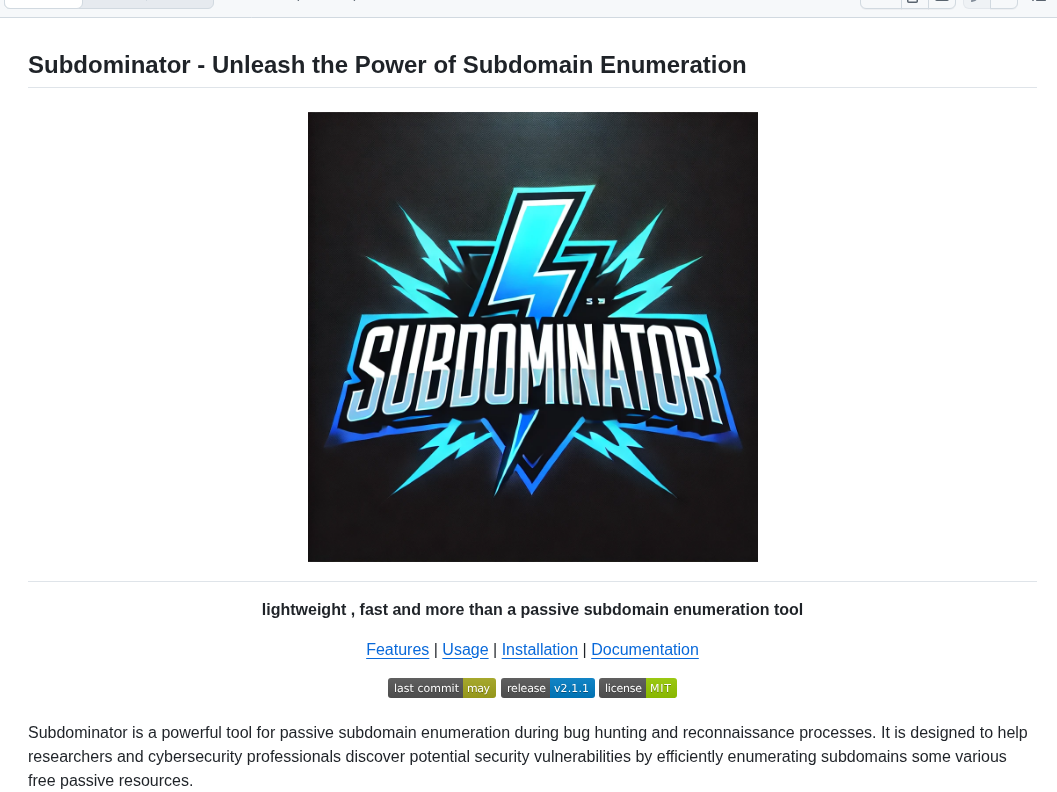 Subdominator - Unleash the Power of Subdomain Enumeration
SUBDOMINATOR
lightweight , fast and more than a passive subdomain enumeration tool
Features | Usage | Installation | Documentation
last commit may release v2.1.1 license MIT
Subdominator is a powerful tool for passive subdomain enumeration during bug hunting and reconnaissance processes. It is designed to help
researchers and cybersecurity professionals discover potential security vulnerabilities by efficiently enumerating subdomains some various
free passive resources.